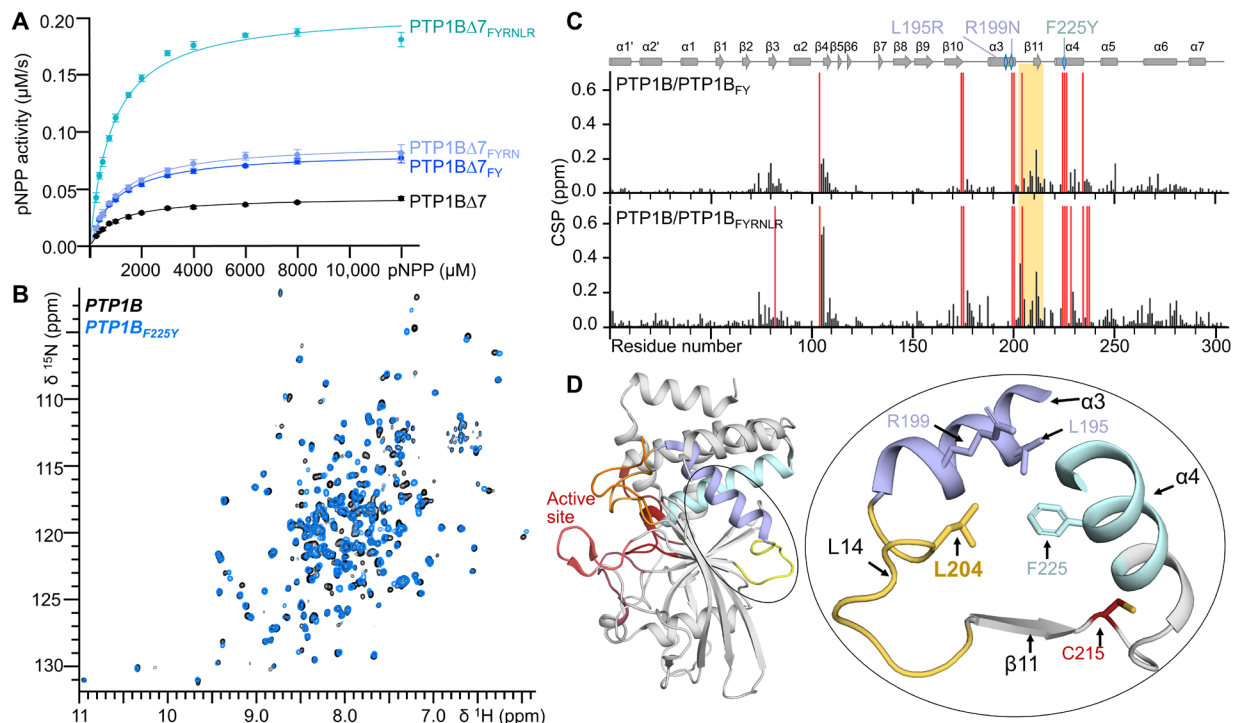 A
0.20
0.15
0.10
0.05
0.00
pNPP activity (µM/s)
PTP1BΔ7FYRNLR
PTP1BΔ7FYRN
PTP1BΔ7FY
PTP1BΔ7
2000 4000 6000 8000 10,000 pNPP (µM)
B
PTP1B
PTP1BF225Y
δ 15N (ppm)
110
115
120
125
130
11 10 9.0 8.0 7.0 δ 1H (ppm)
C
L195R R199N F225Y
α1' α2' α1 β1 β2 β3 α2 β4 β5 β6 β7 β8 β9 β10 α3 β11 α4 α5 α6 α7
PTP1B/PTP1BFY
0.6
0.4
0.2
0.0
CSP (ppm)
PTP1B/PTP1BFYRNLR
0.6
0.4
0.2
0.0
Residue number 100 150 200 250 300
D
Active
site
α3
R199
L195
α4
L14
L204
F225
β11
C215